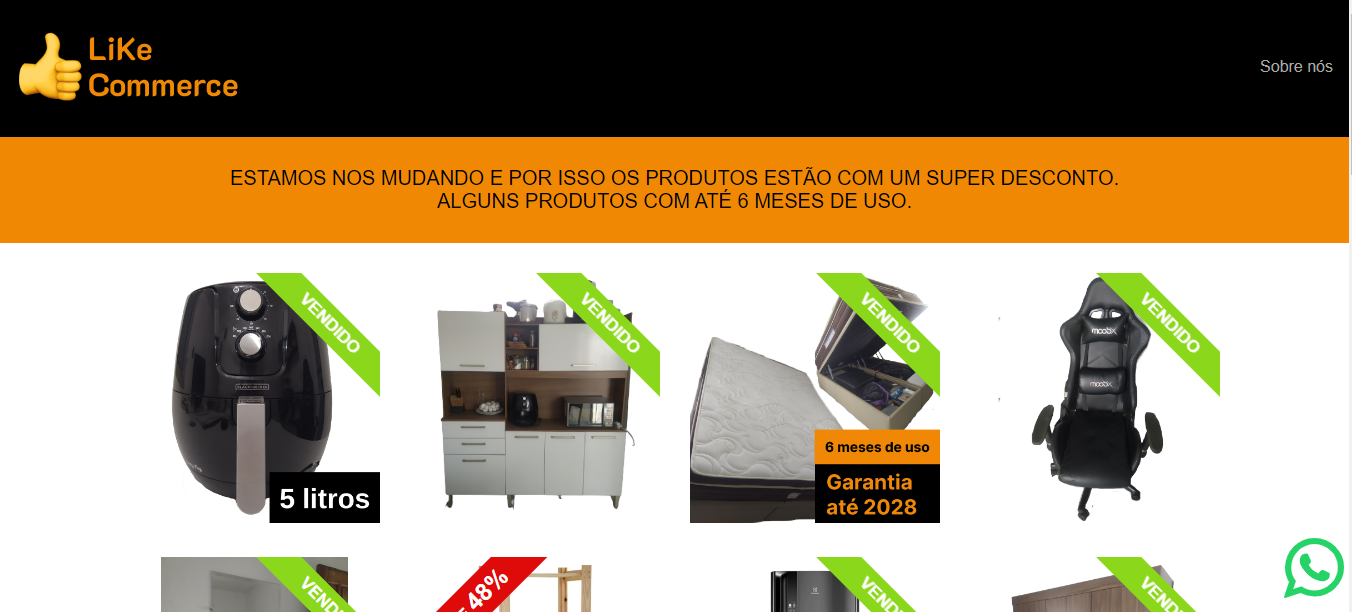 LiKe
Commerce
Sobre nós
ESTAMOS NOS MUDANDO E POR ISSO OS PRODUTOS ESTÃO COM UM SUPER DESCONTO.
ALGUNS PRODUTOS COM ATÉ 6 MESES DE USO.
VENDIDO
VENDIDO
VENDIDO
VENDIDO
moobx
moobx
5 litros
6 meses de uso
Garantia
até 2028
48%